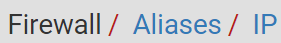 Firewall / Aliases / IP